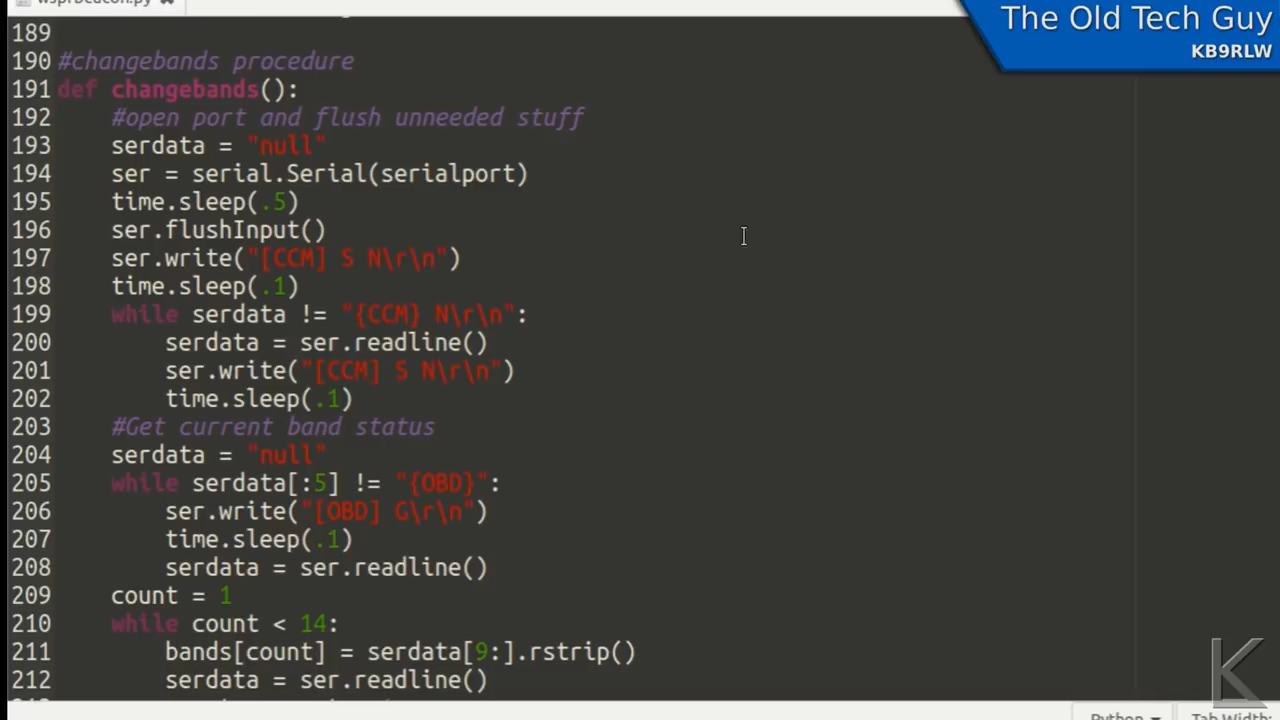 wsprbeacon.py
The Old Tech Guy
KB9RLW
189
190 #changebands procedure
191 def changebands():
192     #open port and flush unneeded stuff
193     serdata = "null"
194     ser = serial.Serial(serialport)
195     time.sleep(.5)
196     ser.flushInput()
197     ser.write("[CCM] S N\r\n")
198     time.sleep(.1)
199     while serdata != "{CCM} N\r\n":
200         serdata = ser.readline()
201         ser.write("[CCM] S N\r\n")
202         time.sleep(.1)
203     #Get current band status
204     serdata = "null"
205     while serdata[:5] != "{OBD}":
206         ser.write("[OBD] G\r\n")
207         time.sleep(.1)
208         serdata = ser.readline()
209     count = 1
210     while count < 14:
211         bands[count] = serdata[9:].rstrip()
212         serdata = ser.readline()
K
Python Tab Width: